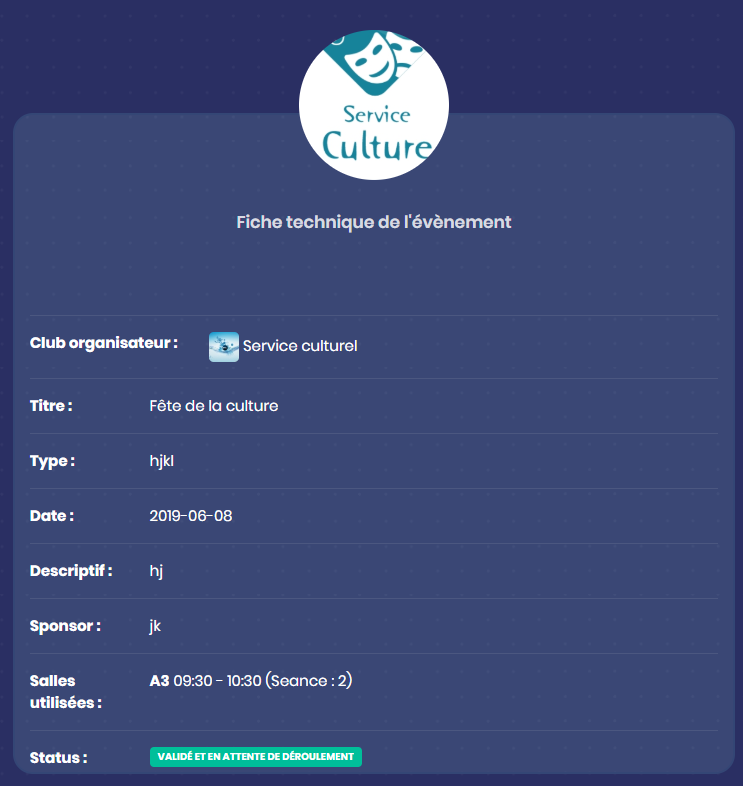 Service
Culture
Fiche technique de l'évènement
Club organisateur : Service culturel
Titre : Fête de la culture
Type : hjkl
Date : 2019-06-08
Descriptif : hj
Sponsor : jk
Salles utilisées : A3 09:30 - 10:30 (Seance : 2)
Status : VALIDÉ ET EN ATTENTE DE DÉROULEMENT